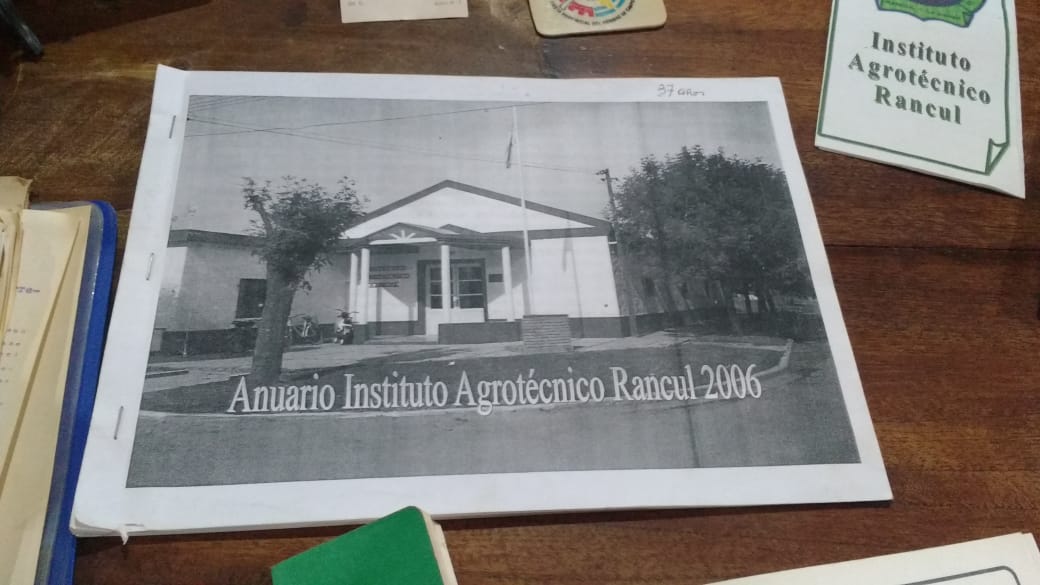 37 años
Instituto
Agrotécnico
Rancul
Anuario Instituto Agrotécnico Rancul 2006